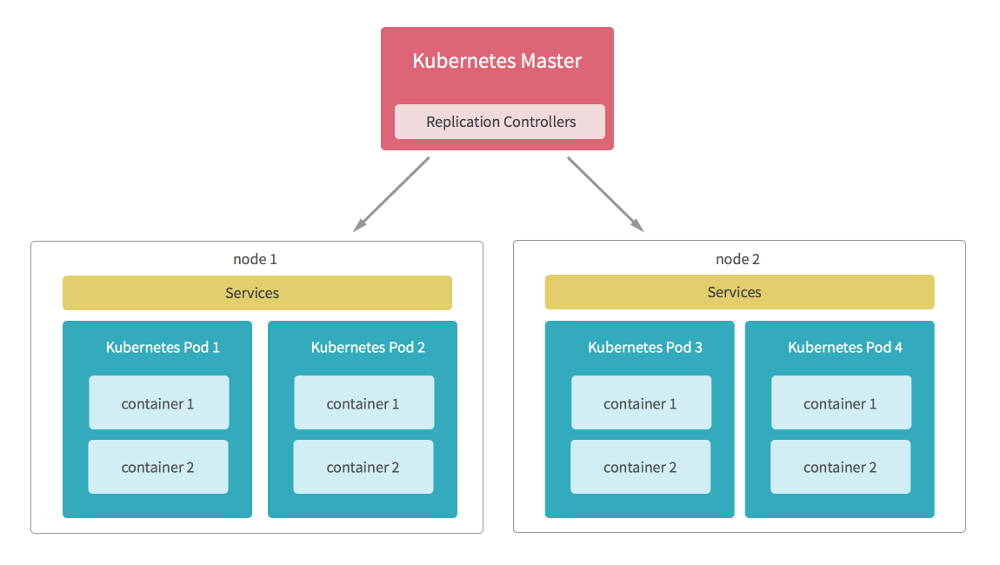 Kubernetes Master
Replication Controllers
node 1
Services
Kubernetes Pod 1
container 1
container 2
Kubernetes Pod 2
container 1
container 2
node 2
Services
Kubernetes Pod 3
container 1
container 2
Kubernetes Pod 4
container 1
container 2